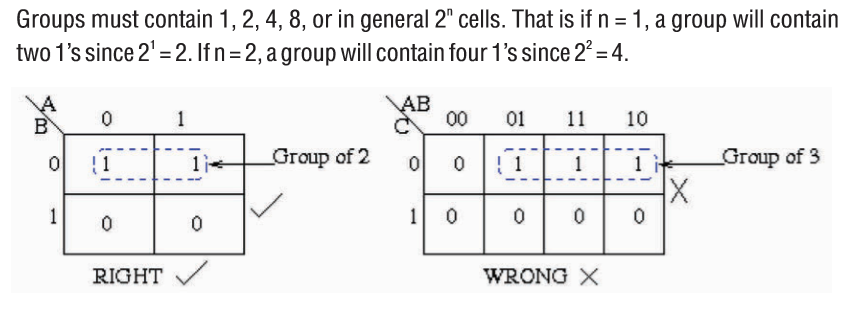 Groups must contain 1, 2, 4, 8, or in general 2ⁿ cells. That is if n = 1, a group will contain
two 1's since 2¹ = 2. If n = 2, a group will contain four 1's since 2² = 4.
A
B
0 1
0 1 1 Group of 2
1 0 0
RIGHT ✓
AB
C
00 01 11 10
0 0 1 1 1 Group of 3
1 0 0 0 0
WRONG X